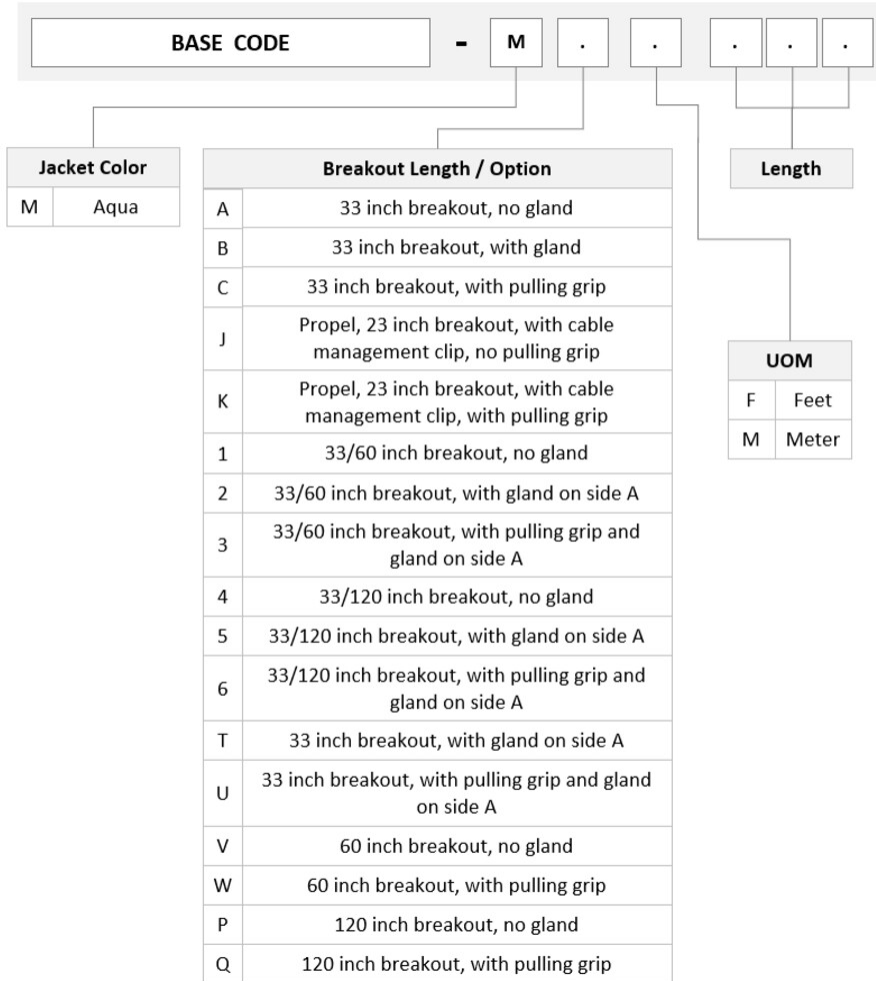 BASE CODE - M . . . . .
Jacket Color
M Aqua
Breakout Length / Option
A 33 inch breakout, no gland
B 33 inch breakout, with gland
C 33 inch breakout, with pulling grip
J Propel, 23 inch breakout, with cable
management clip, no pulling grip
K Propel, 23 inch breakout, with cable
management clip, with pulling grip
1 33/60 inch breakout, no gland
2 33/60 inch breakout, with gland on side A
3 33/60 inch breakout, with pulling grip and
gland on side A
4 33/120 inch breakout, no gland
5 33/120 inch breakout, with gland on side A
6 33/120 inch breakout, with pulling grip and
gland on side A
T 33 inch breakout, with gland on side A
U 33 inch breakout, with pulling grip and gland
on side A
V 60 inch breakout, no gland
W 60 inch breakout, with pulling grip
P 120 inch breakout, no gland
Q 120 inch breakout, with pulling grip
Length
UOM
F Feet
M Meter